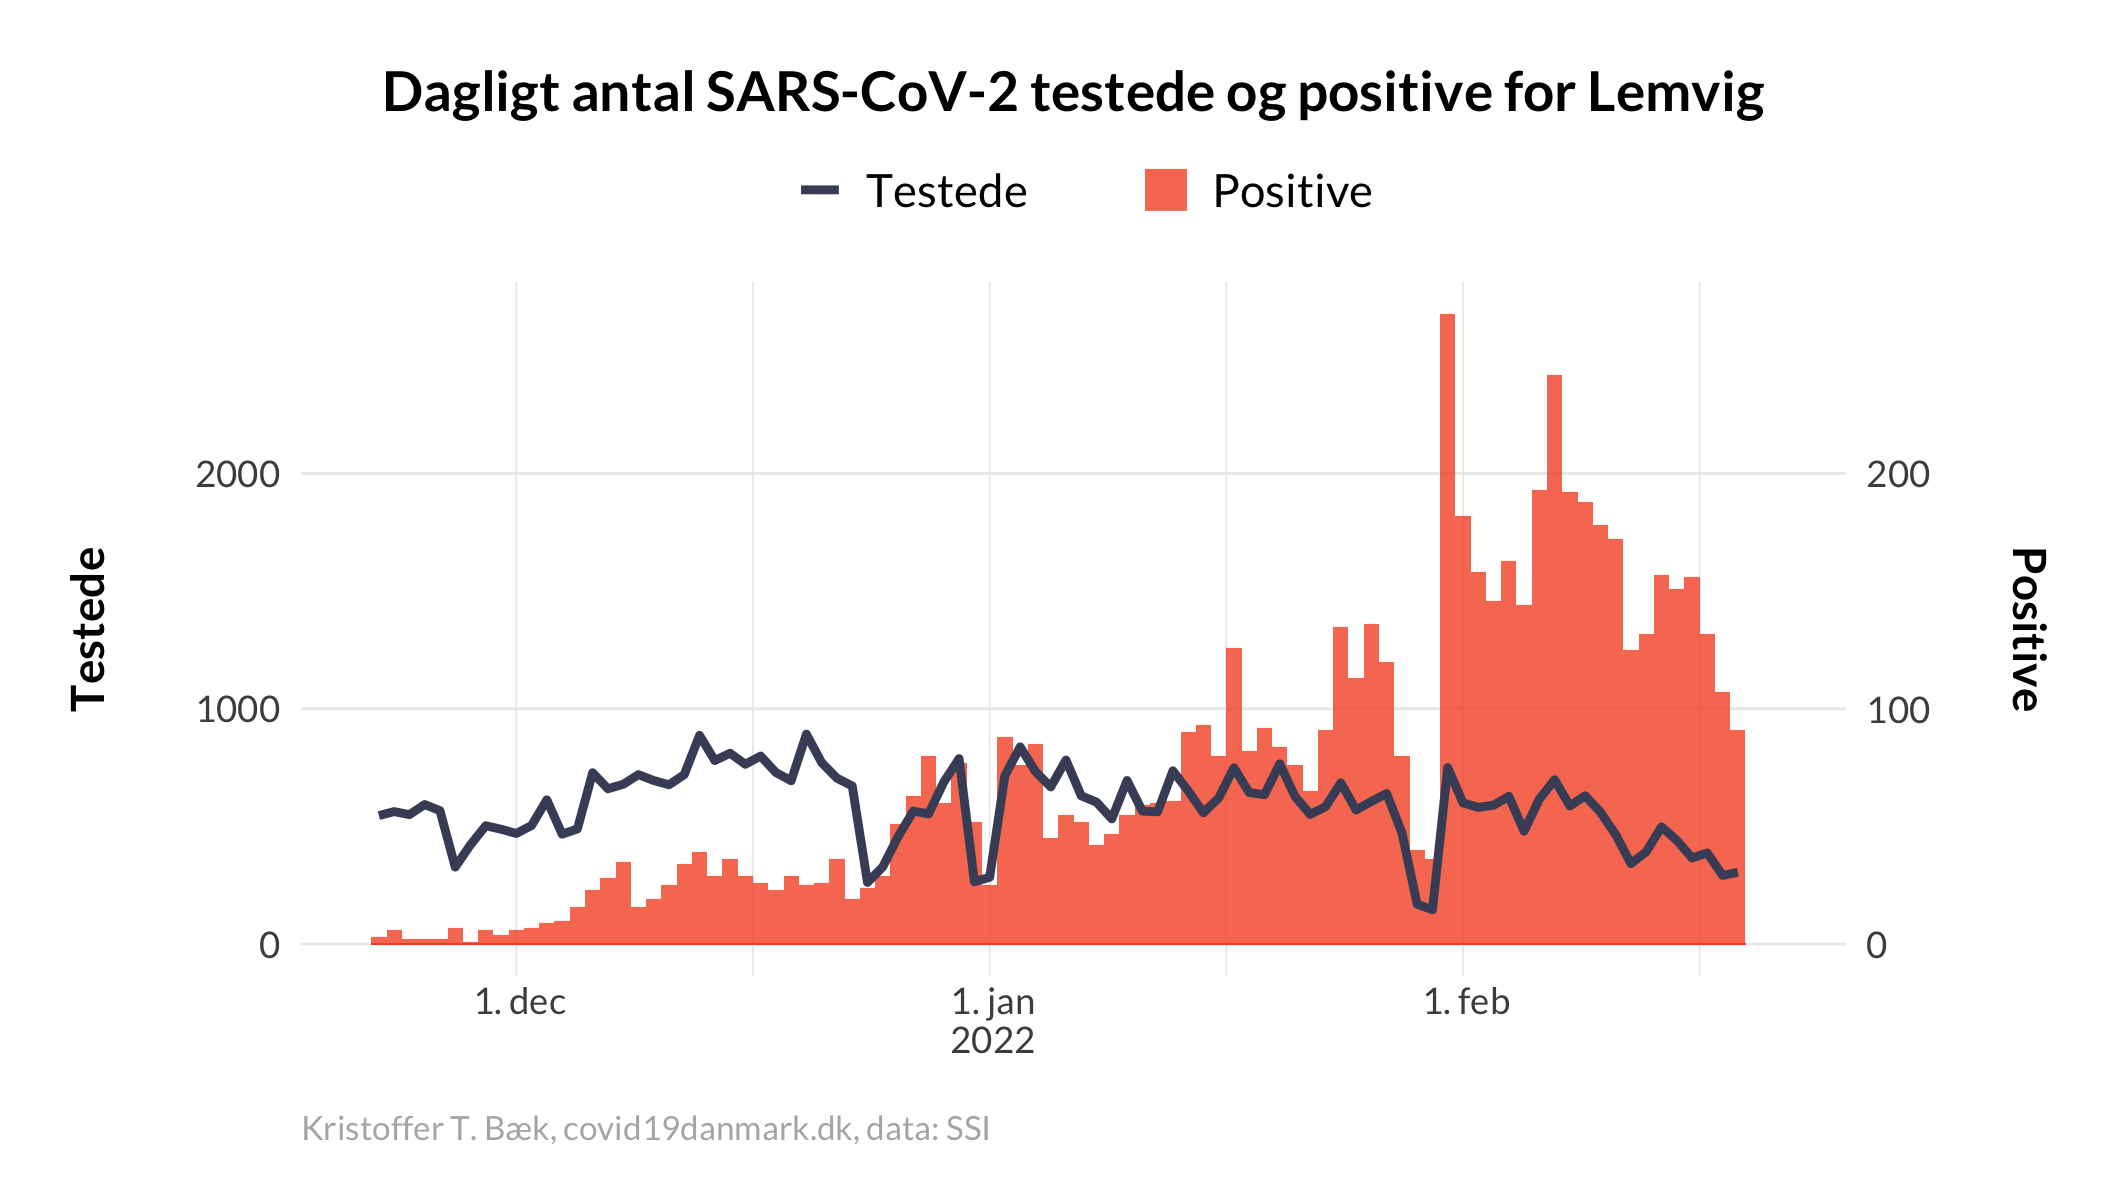 Dagligt antal SARS-CoV-2 testede og positive for Lemvig
Testede
Positive
2000
1000
0
Testede
200
100
0
Positive
1. dec
1. jan
2022
1. feb
Kristoffer T. Bæk, covid19danmark.dk, data: SSI